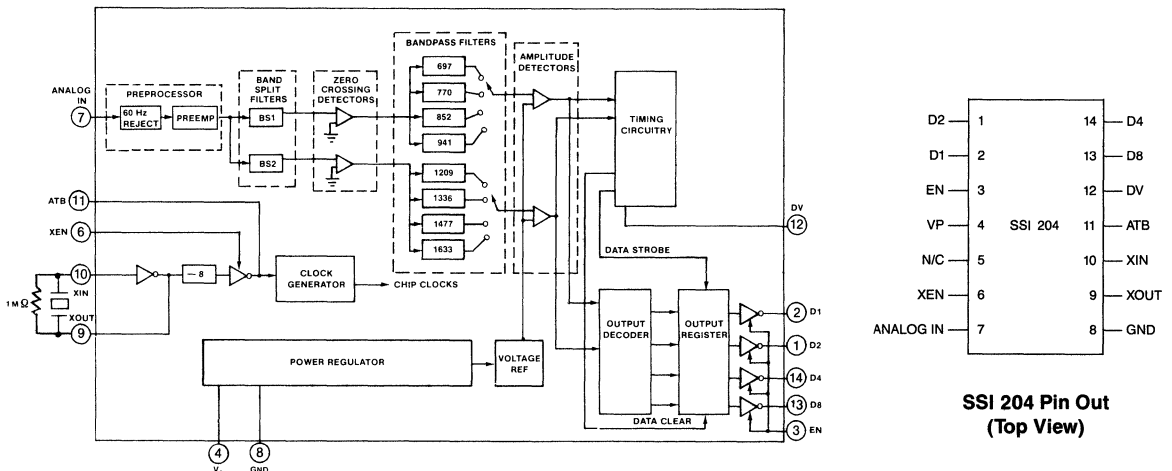 BANDPASS FILTERS
697
770
852
941
1209
1336
1477
1633
AMPLITUDE
DETECTORS
BAND
SPLIT
FILTERS
BS1
BS2
ZERO
CROSSING
DETECTORS
ANALOG
IN
7
PREPROCESSOR
60 Hz
REJECT
PREEMP
TIMING
CIRCUITRY
ATB
11
XEN
6
10
XIN
1MΩ
XOUT
9
8
CLOCK
GENERATOR
CHIP CLOCKS
DV
12
DATA STROBE
OUTPUT
DECODER
OUTPUT
REGISTER
DATA CLEAR
2 D1
1 D2
14 D4
13 D8
3 EN
POWER REGULATOR
VOLTAGE
REF
4
8
GND
D2 1 14 D4
D1 2 13 D8
EN 3 12 DV
VP 4 SSI 204 11 ATB
N/C 5 10 XIN
XEN 6 9 XOUT
ANALOG IN 7 8 GND
SSI 204 Pin Out
(Top View)